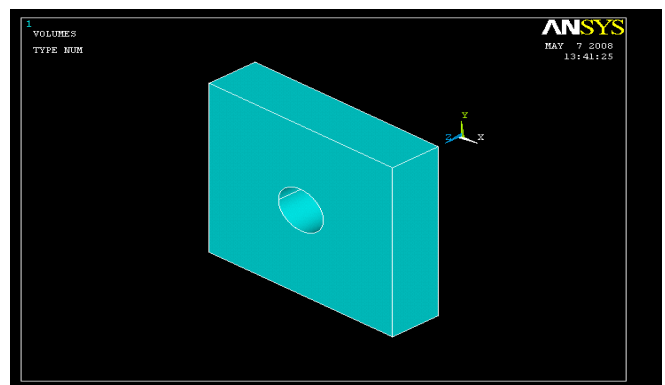 1
VOLUMES
TYPE NUM
ANSYS
MAY 7 2008
13:41:25
Y
Z X